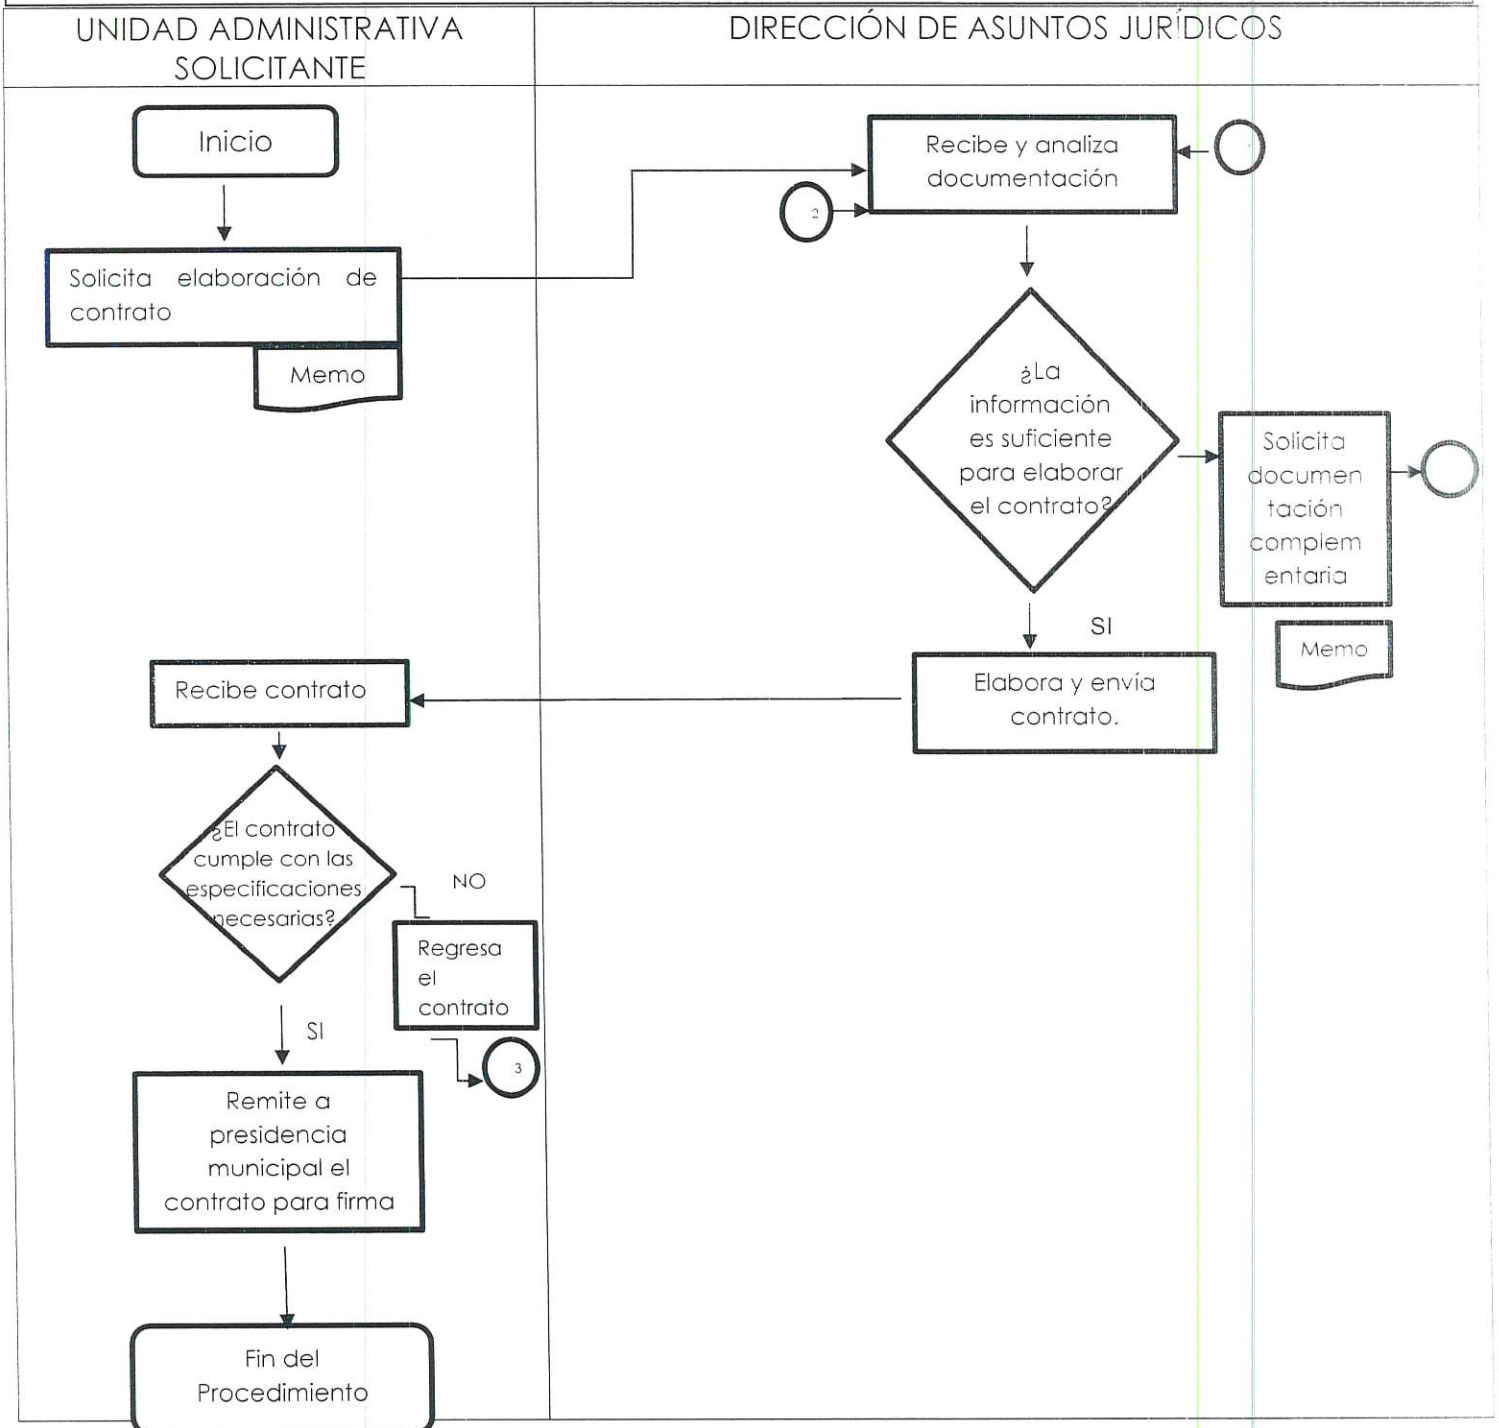 UNIDAD ADMINISTRATIVA
SOLICITANTE
DIRECCIÓN DE ASUNTOS JURÍDICOS
Inicio
Solicita elaboración de
contrato
Memo
Recibe y analiza
documentación
2
¿La
información
es suficiente
para elaborar
el contrato?
Solicita
documen
tación
complem
entaria
Memo
SI
Elabora y envía
contrato.
Recibe contrato
¿El contrato
cumple con las
especificaciones
necesarias?
NO
Regresa
el
contrato
3
SI
Remite a
presidencia
municipal el
contrato para firma
Fin del
Procedimiento